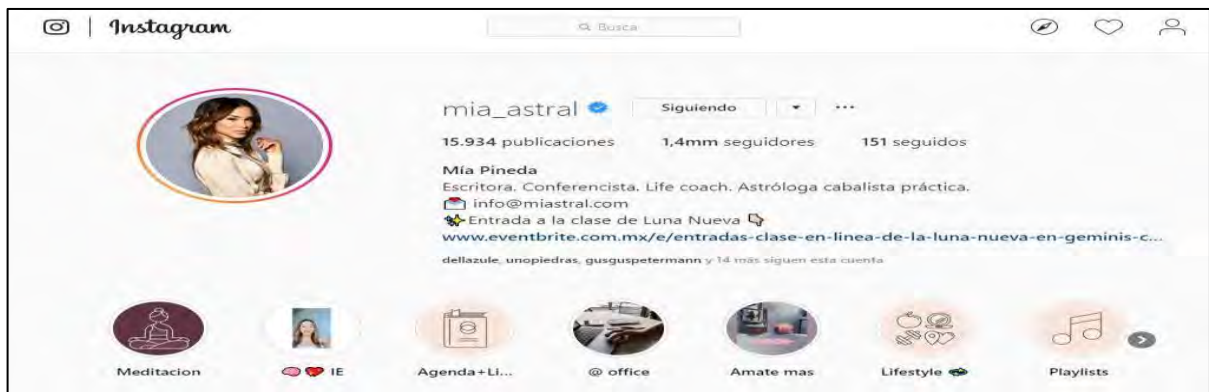 Instagram
Busca
mia_astral Siguiendo
15.934 publicaciones 1,4mm seguidores 151 seguidos
Mía Pineda
Escritora. Conferencista. Life coach. Astróloga cabalista práctica.
info@miastral.com
Entrada a la clase de Luna Nueva
www.eventbrite.com.mx/e/entradas-clase-en-linea-de-la-luna-nueva-en-geminis-c...
dellazule, unopiedras, gusguspetermann y 14 más siguen esta cuenta
Meditacion IE Agenda+Li... @ office Amate mas Lifestyle Playlists